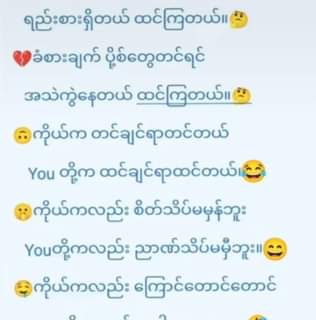 ရည်းစားရှိတယ် ထင်ကြတယ်။🤔
💔ခံစားချက် ပို့စ်တွေတင်ရင်
အသဲကွဲနေတယ် ထင်ကြတယ်။🤔
🙃ကိုယ်က တင်ချင်ရာတင်တယ်
You တို့က ထင်ချင်ရာထင်တယ်။😂
🤫ကိုယ်ကလည်း စိတ်သိပ်မမှန်ဘူး
Youတို့ကလည်း ညာဏ်သိပ်မမှီဘူး။😄
🤤ကိုယ်ကလည်း ကြောင်တောင်တောင်